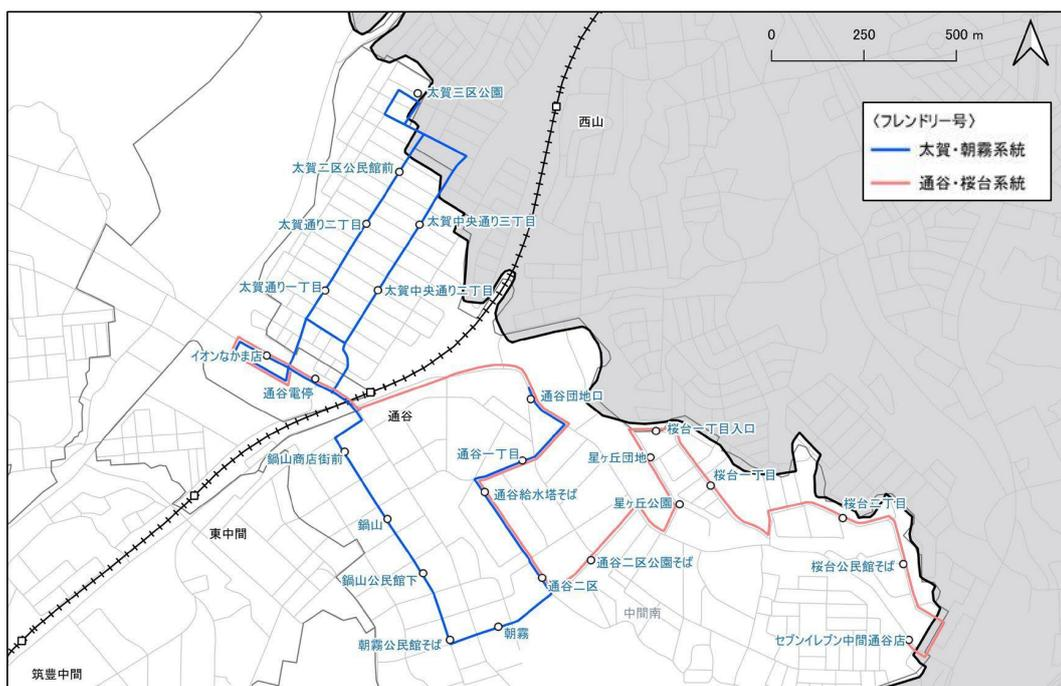 0 250 500 m
〈フレンドリー号〉
太賀・朝霧系統
通谷・桜台系統
太賀三区公園
西山
太賀二区公民館前
太賀通り二丁目
太賀中央通り三丁目
太賀通り一丁目
太賀中央通り二丁目
イオンなかま店
通谷電停
通谷団地口
通谷
桜台一丁目入口
鍋山商店街前
通谷一丁目
星ヶ丘団地
桜台一丁目
通谷給水塔そば
星ヶ丘公園
桜台二丁目
鍋山
東中間
通谷二区公園そば
桜台公民館そば
鍋山公民館下
通谷二区
中間南
朝霧
朝霧公民館そば
セブンイレブン中間通谷店
筑豊中間